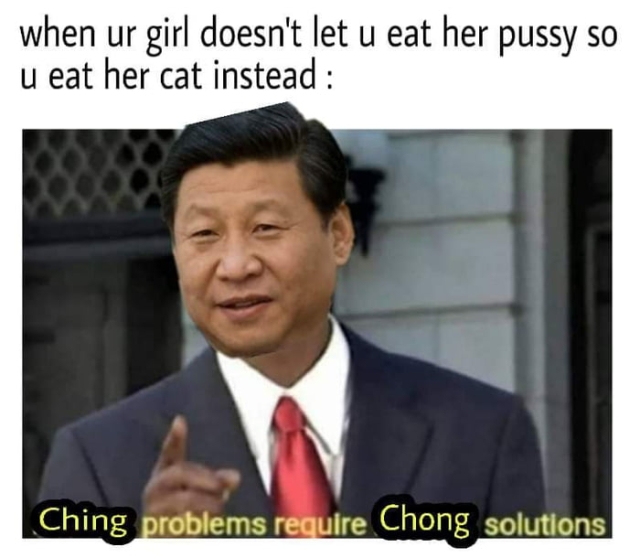 when ur girl doesn't let u eat her pussy so
u eat her cat instead :
Ching problems require Chong solutions